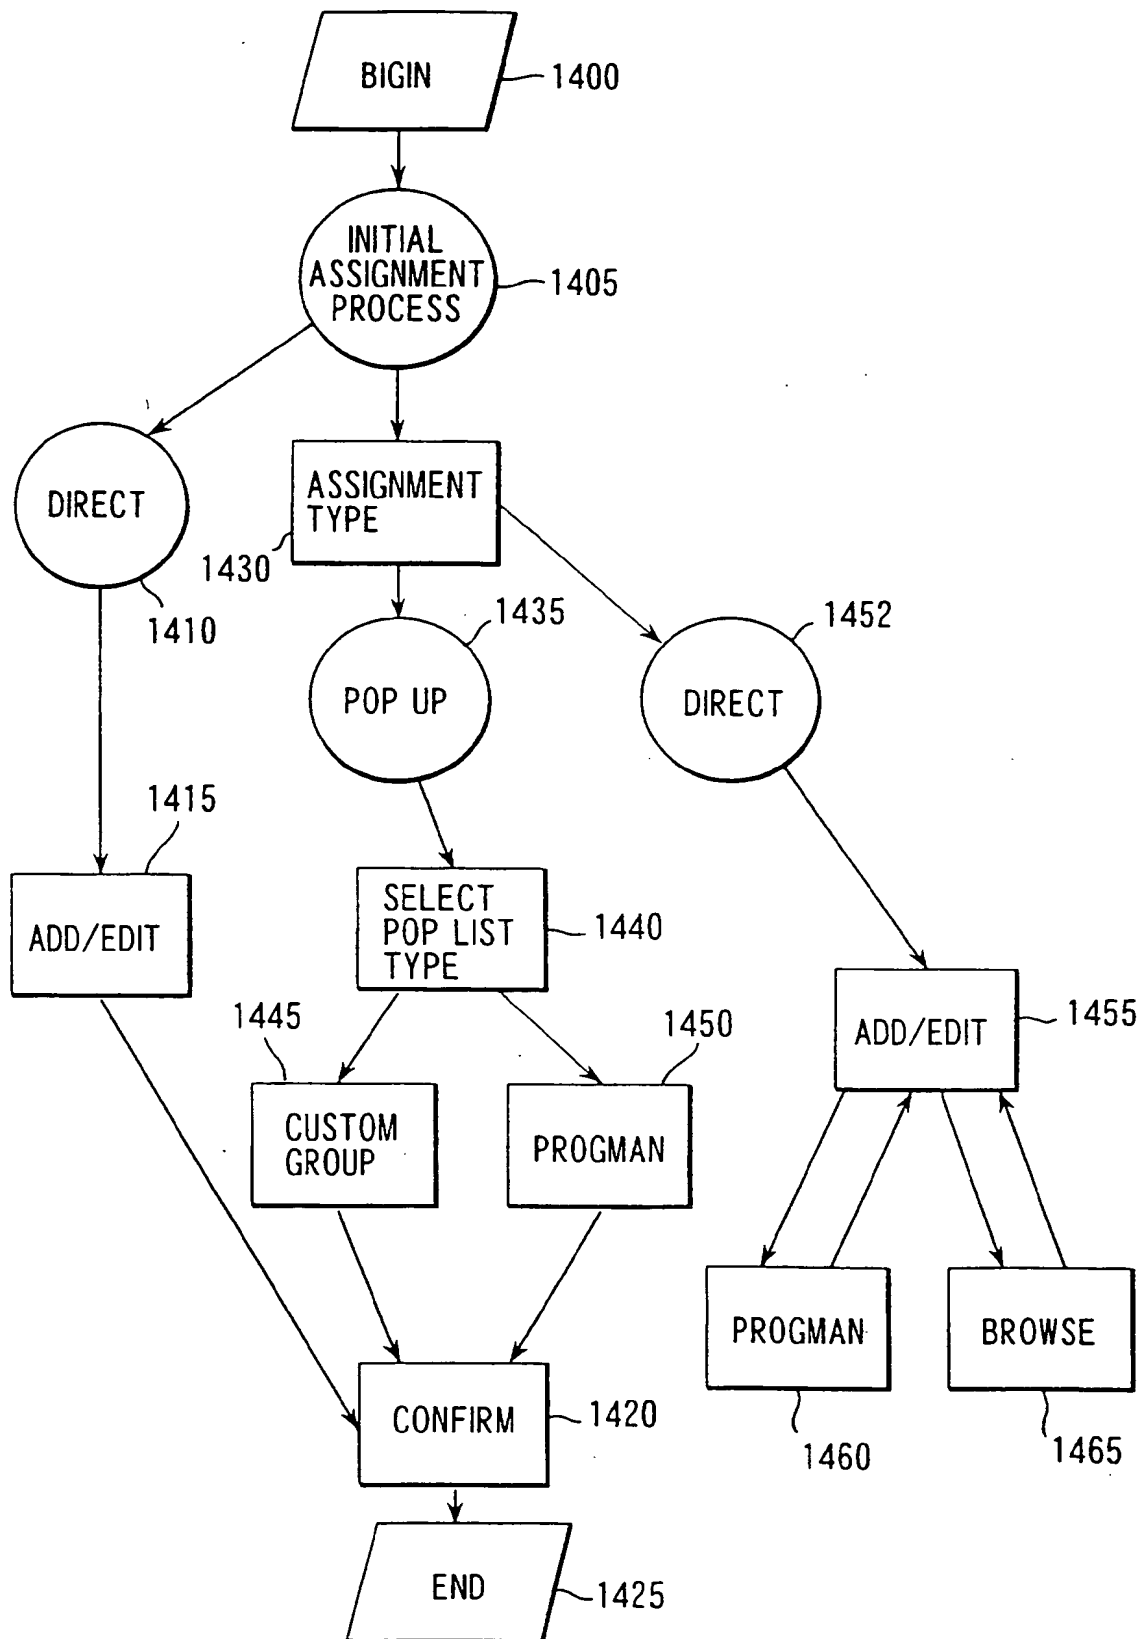 BIGIN
1400
INITIAL
ASSIGNMENT
PROCESS
1405
DIRECT
1410
ASSIGNMENT
TYPE
1430
POP UP
1435
DIRECT
1452
ADD/EDIT
1415
SELECT
POP LIST
TYPE
1440
CUSTOM
GROUP
1445
PROGMAN
1450
ADD/EDIT
1455
PROGMAN
1460
BROWSE
1465
CONFIRM
1420
END
1425